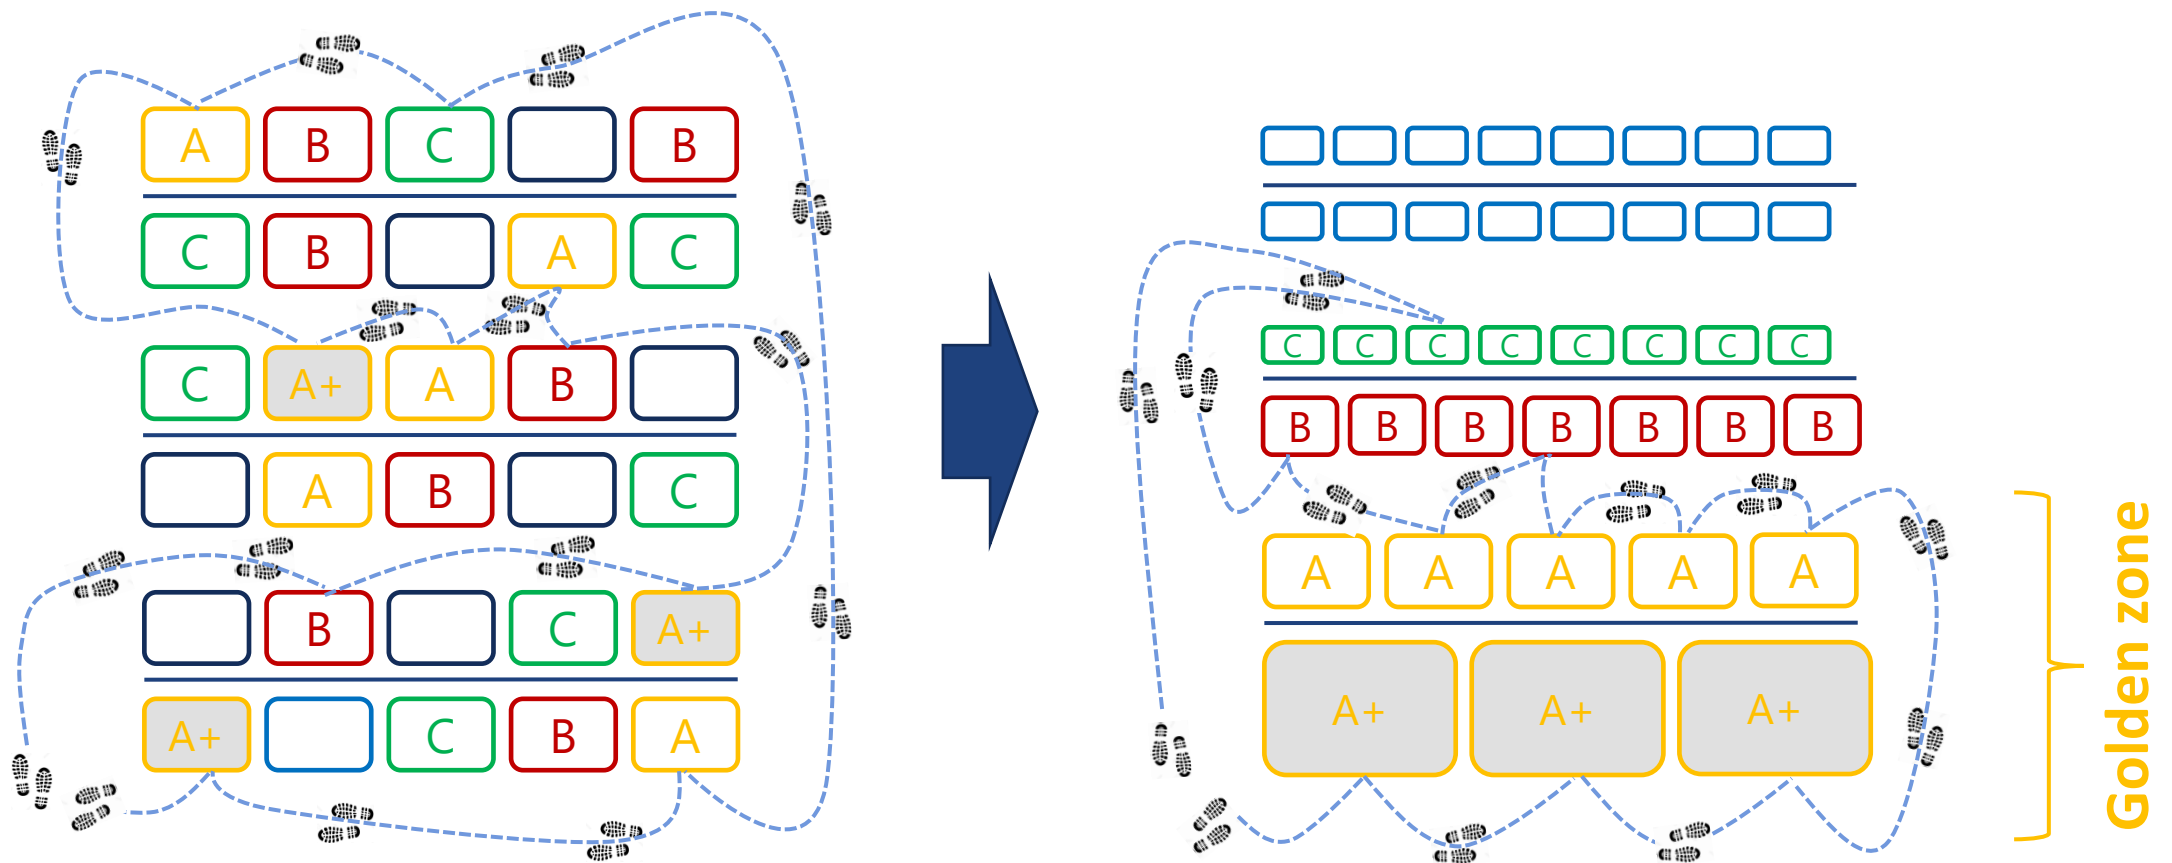 A B C B
C B A C
C A+ A B
A B C
B C A+
A+ C B A
C C C C C C C C
B B B B B B B
A A A A A
A+ A+ A+
Golden zone